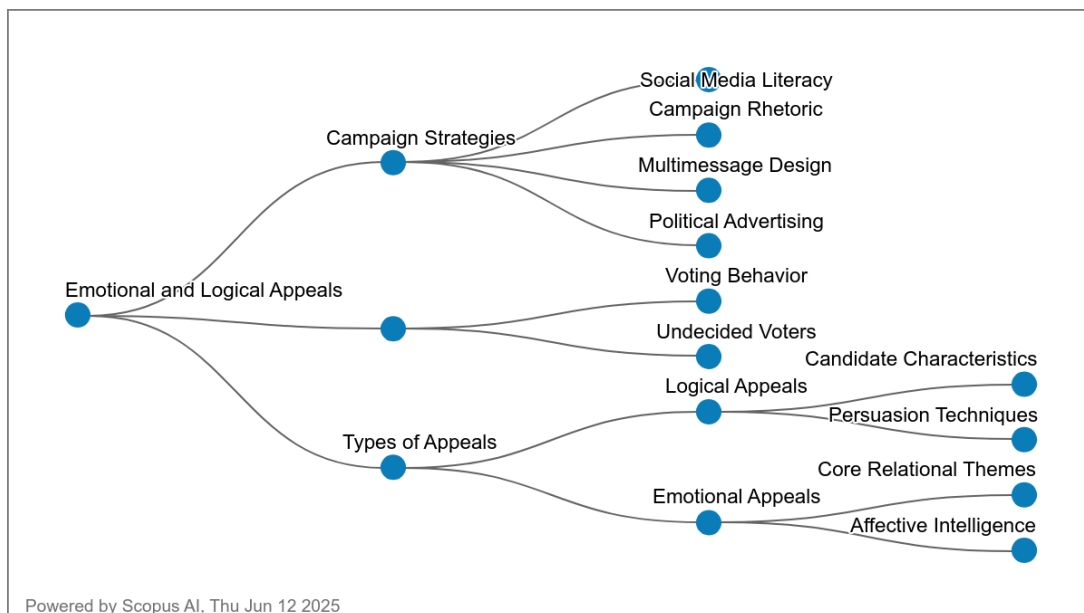 Social Media Literacy
Campaign Rhetoric
Campaign Strategies
Multimessage Design
Political Advertising
Voting Behavior
Emotional and Logical Appeals
Undecided Voters
Candidate Characteristics
Logical Appeals
Persuasion Techniques
Types of Appeals
Core Relational Themes
Emotional Appeals
Affective Intelligence
Powered by Scopus AI, Thu Jun 12 2025